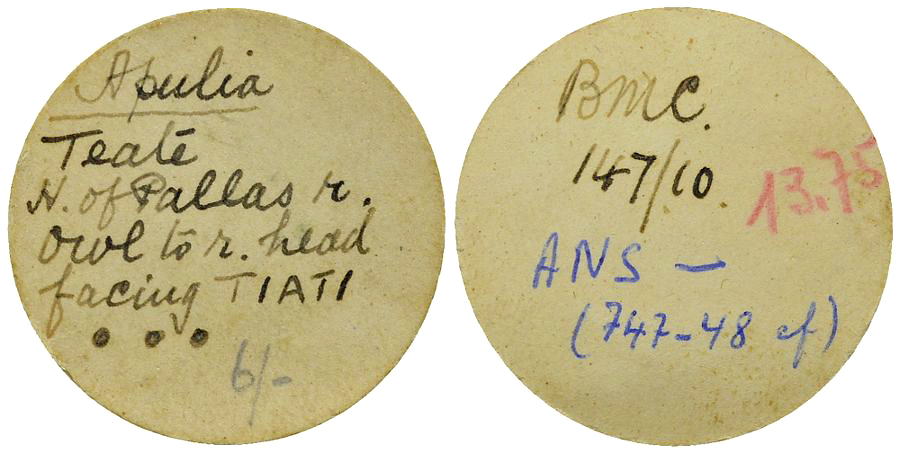 Apulia
Teate
H. of Pallas r.
Owl to r. head
facing TIATI
• • •
6/-
BMC.
147/10.
13.75
ANS —
(747-48 cf)